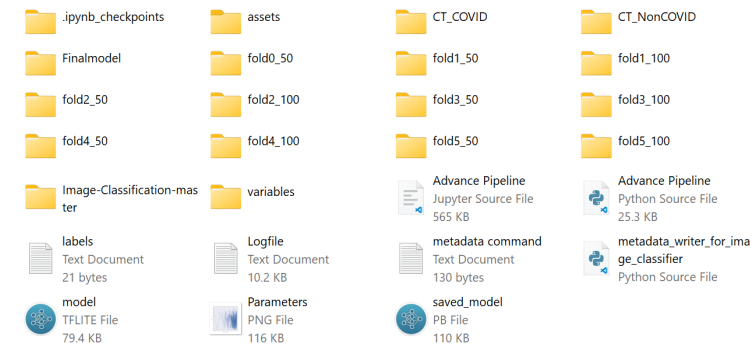 .ipynb_checkpoints
assets
CT_COVID
CT_NonCOVID
Finalmodel
fold0_50
fold1_50
fold1_100
fold2_50
fold2_100
fold3_50
fold3_100
fold4_50
fold4_100
fold5_50
fold5_100
Image-Classification-mas
ter
variables
Advance Pipeline
Jupyter Source File
565 KB
Advance Pipeline
Python Source File
25.3 KB
labels
Text Document
21 bytes
Logfile
Text Document
10.2 KB
metadata command
Text Document
130 bytes
metadata_writer_for_ima
ge_classifier
Python Source File
model
TFLITE File
79.4 KB
Parameters
PNG File
116 KB
saved_model
PB File
110 KB